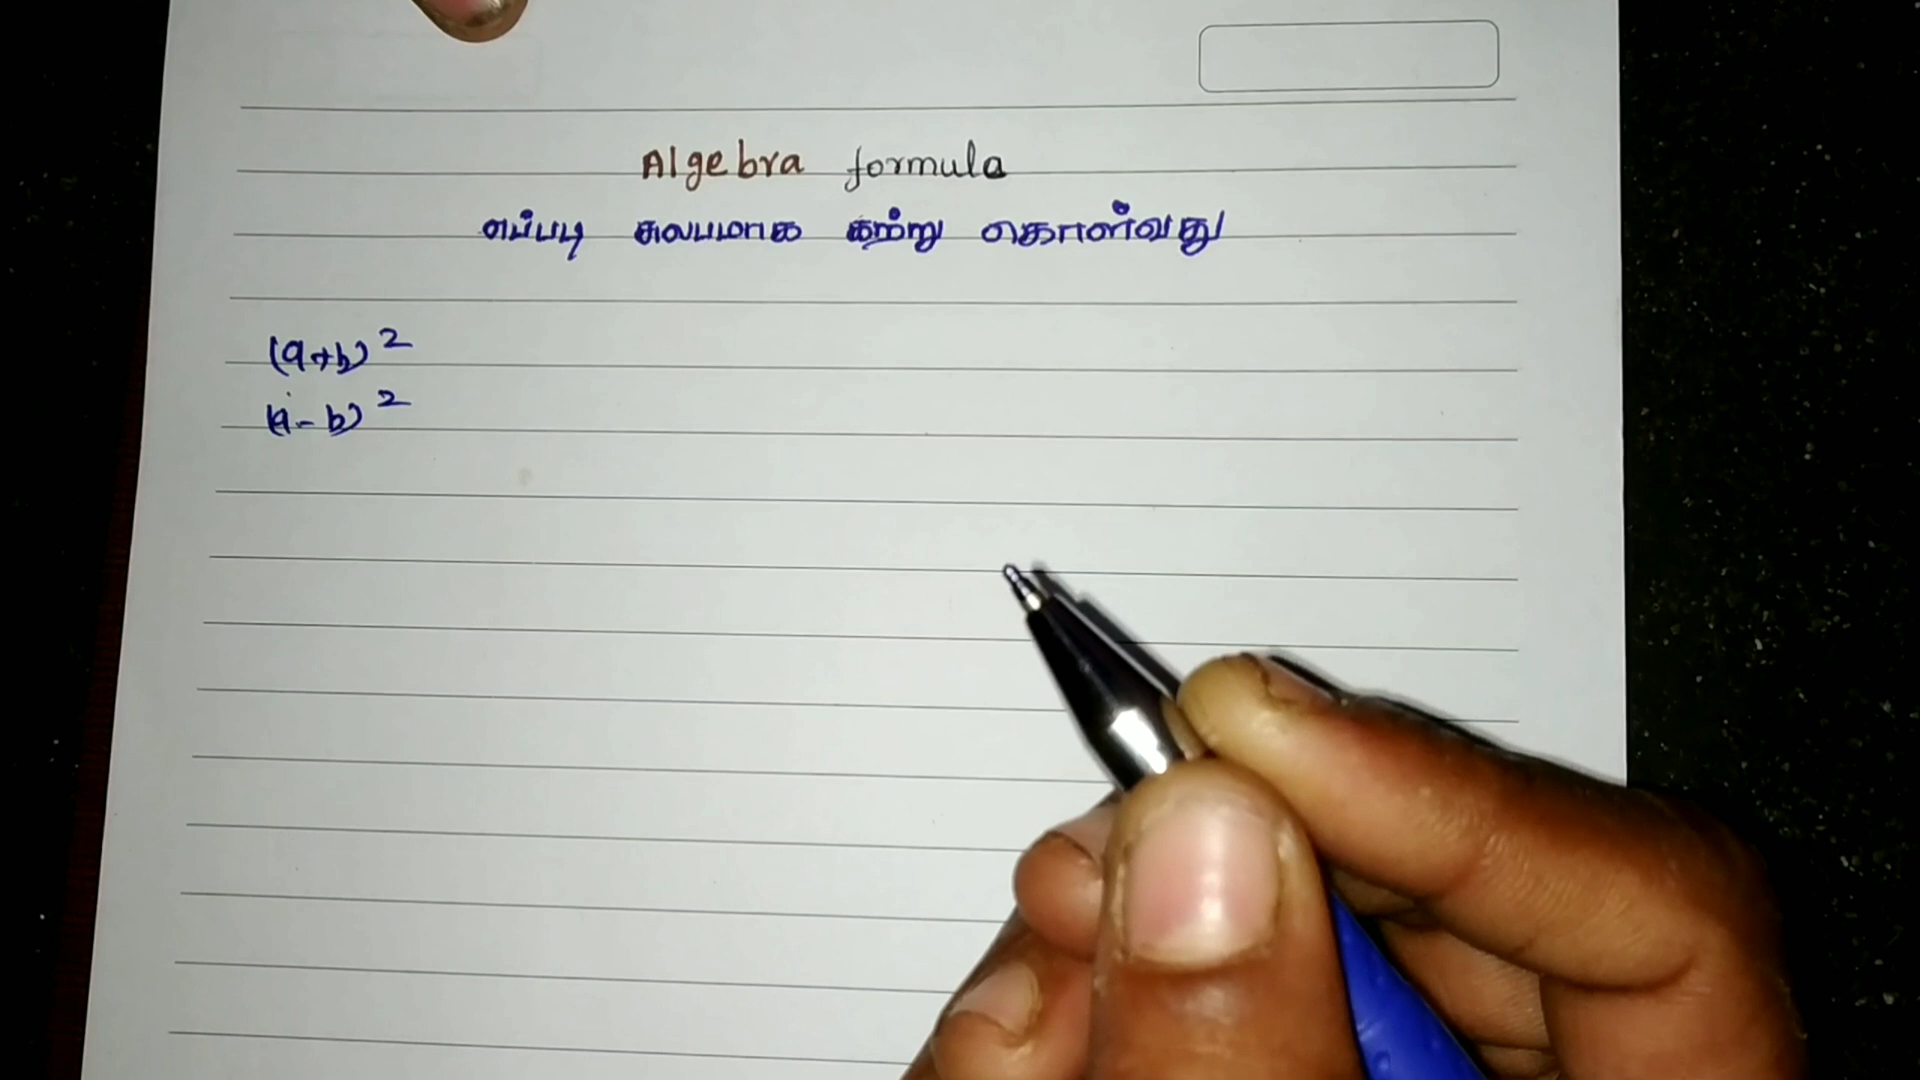 Algebra formula
எப்படி சுலபமாக கற்று கொள்வது
(a+b)²
(a-b)²